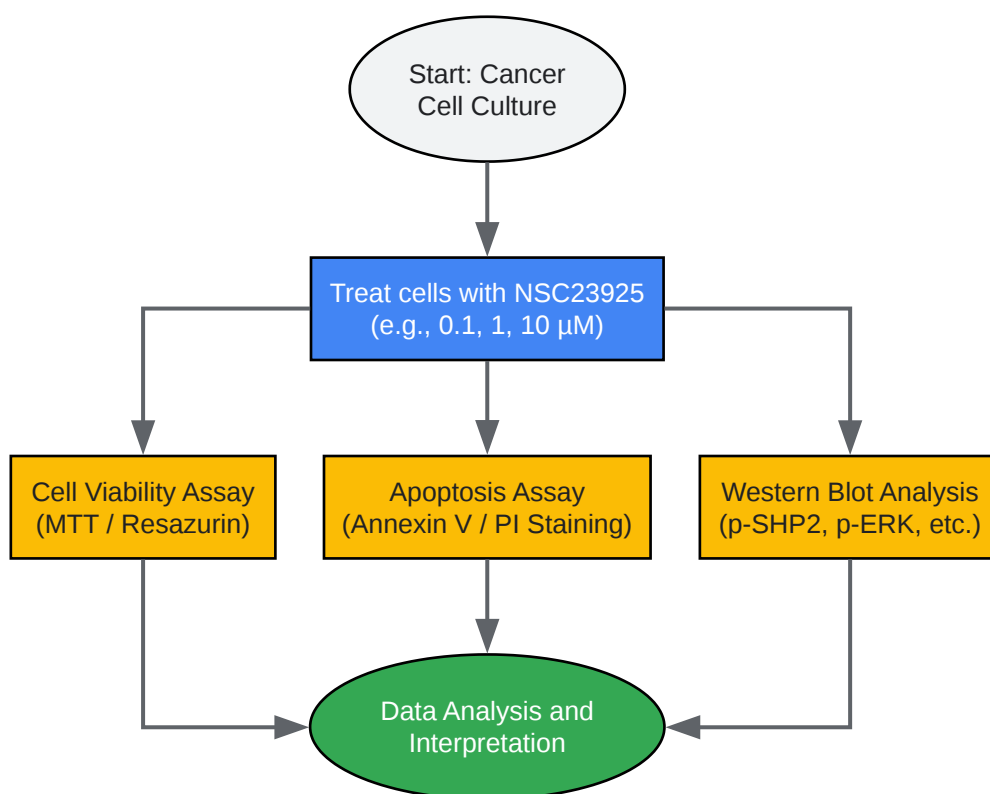 Start: Cancer
Cell Culture
Treat cells with NSC23925
(e.g., 0.1, 1, 10 µM)
Cell Viability Assay
(MTT / Resazurin)
Apoptosis Assay
(Annexin V / PI Staining)
Western Blot Analysis
(p-SHP2, p-ERK, etc.)
Data Analysis and
Interpretation